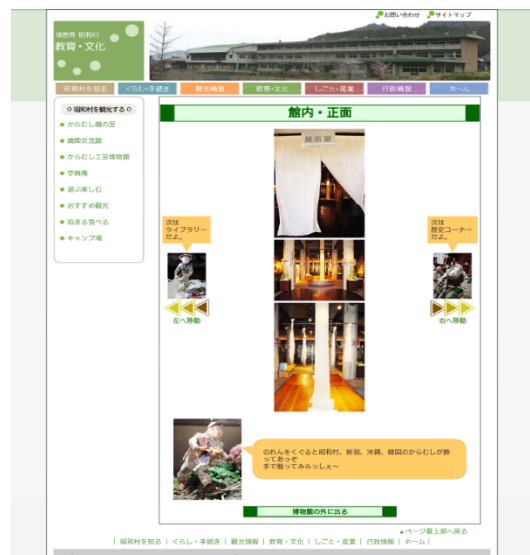 お問い合わせ サイトマップ
福島県 昭和村
教育・文化
昭和村を知る くらし・手続き 観光情報 教育・文化 しごと・産業 行政情報 ホーム
○ 昭和村を観光する ○
からむし織の里
織姫交流館
からむし工芸博物館
苧麻庵
遊ぶ楽しむ
おすすめ観光
泊まる食べる
キャンプ場
館内・正面
展示室
次は
ライブラリー
だよ。
左へ移動
次は
歴史コーナー
だよ。
右へ移動
のれんをくぐると昭和村、新潟、沖縄、韓国のからむしが飾
ってあっぞ
手で触ってみらっしぇ～
博物館の外に出る
▲ページ最上部へ戻る
| 昭和村を知る | くらし・手続き | 観光情報 | 教育・文化 | しごと・産業 | 行政情報 | ホーム |